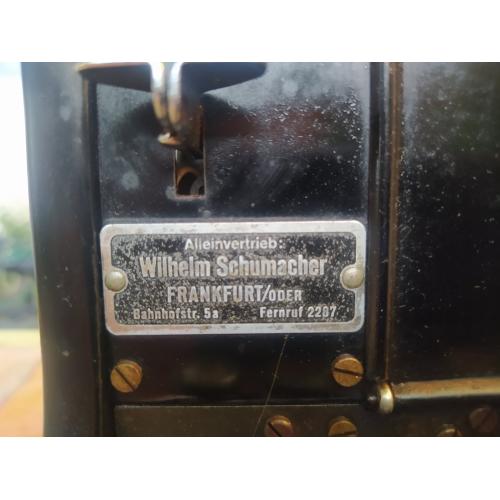 Alleinvertrieb:
Wilhelm Schumacher
FRANKFURT/ODER
Bahnhofstr. 5a Fernruf 2207